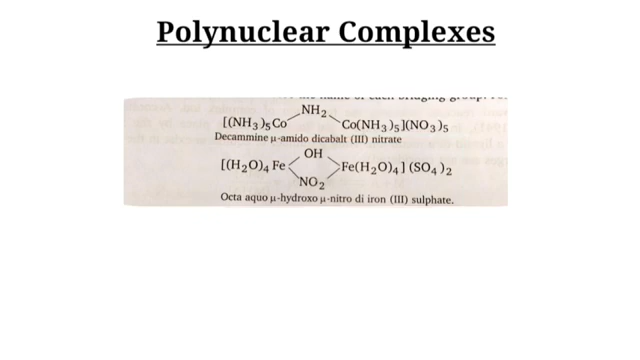 Polynuclear Complexes
NH2
[(NH3)5Co Co(NH3)5](NO3)5
Decammine μ-amido dicabalt (III) nitrate
OH
[(H2O)4 Fe Fe(H2O)4] (SO4)2
NO2
Octa aquo μ-hydroxo μ-nitro di iron (III) sulphate.